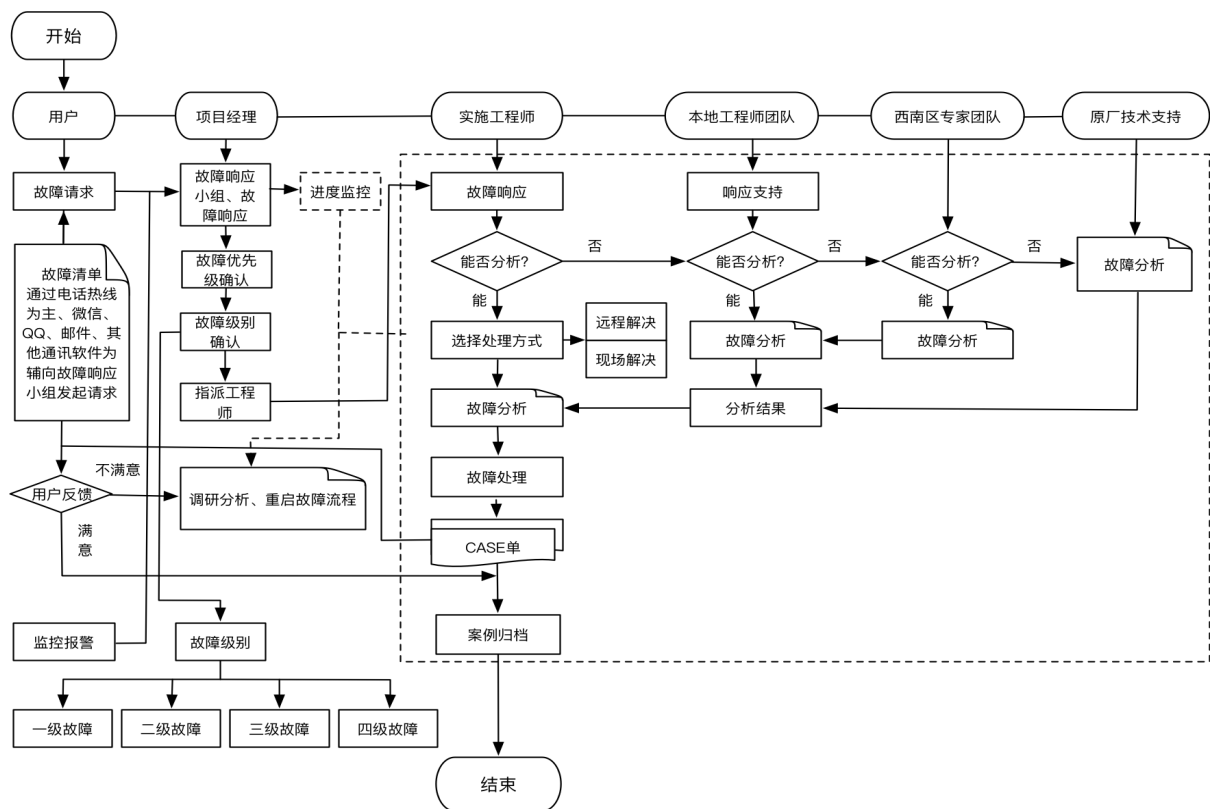 开始
用户
项目经理
实施工程师
本地工程师团队
西南区专家团队
原厂技术支持
故障请求
故障响应
小组、故
障响应
进度监控
故障响应
响应支持
故障清单
通过电话热线
为主、微信、
QQ、邮件、其
他通讯软件为
辅向故障响应
小组发起请求
故障优先
级确认
能否分析?
否
能否分析?
否
能否分析?
否
故障分析
能
能
能
故障级别
确认
选择处理方式
远程解决
现场解决
故障分析
故障分析
指派工程
师
故障分析
分析结果
用户反馈
不满意
满
意
调研分析、重启故障流程
故障处理
CASE单
监控报警
故障级别
案例归档
一级故障
二级故障
三级故障
四级故障
结束